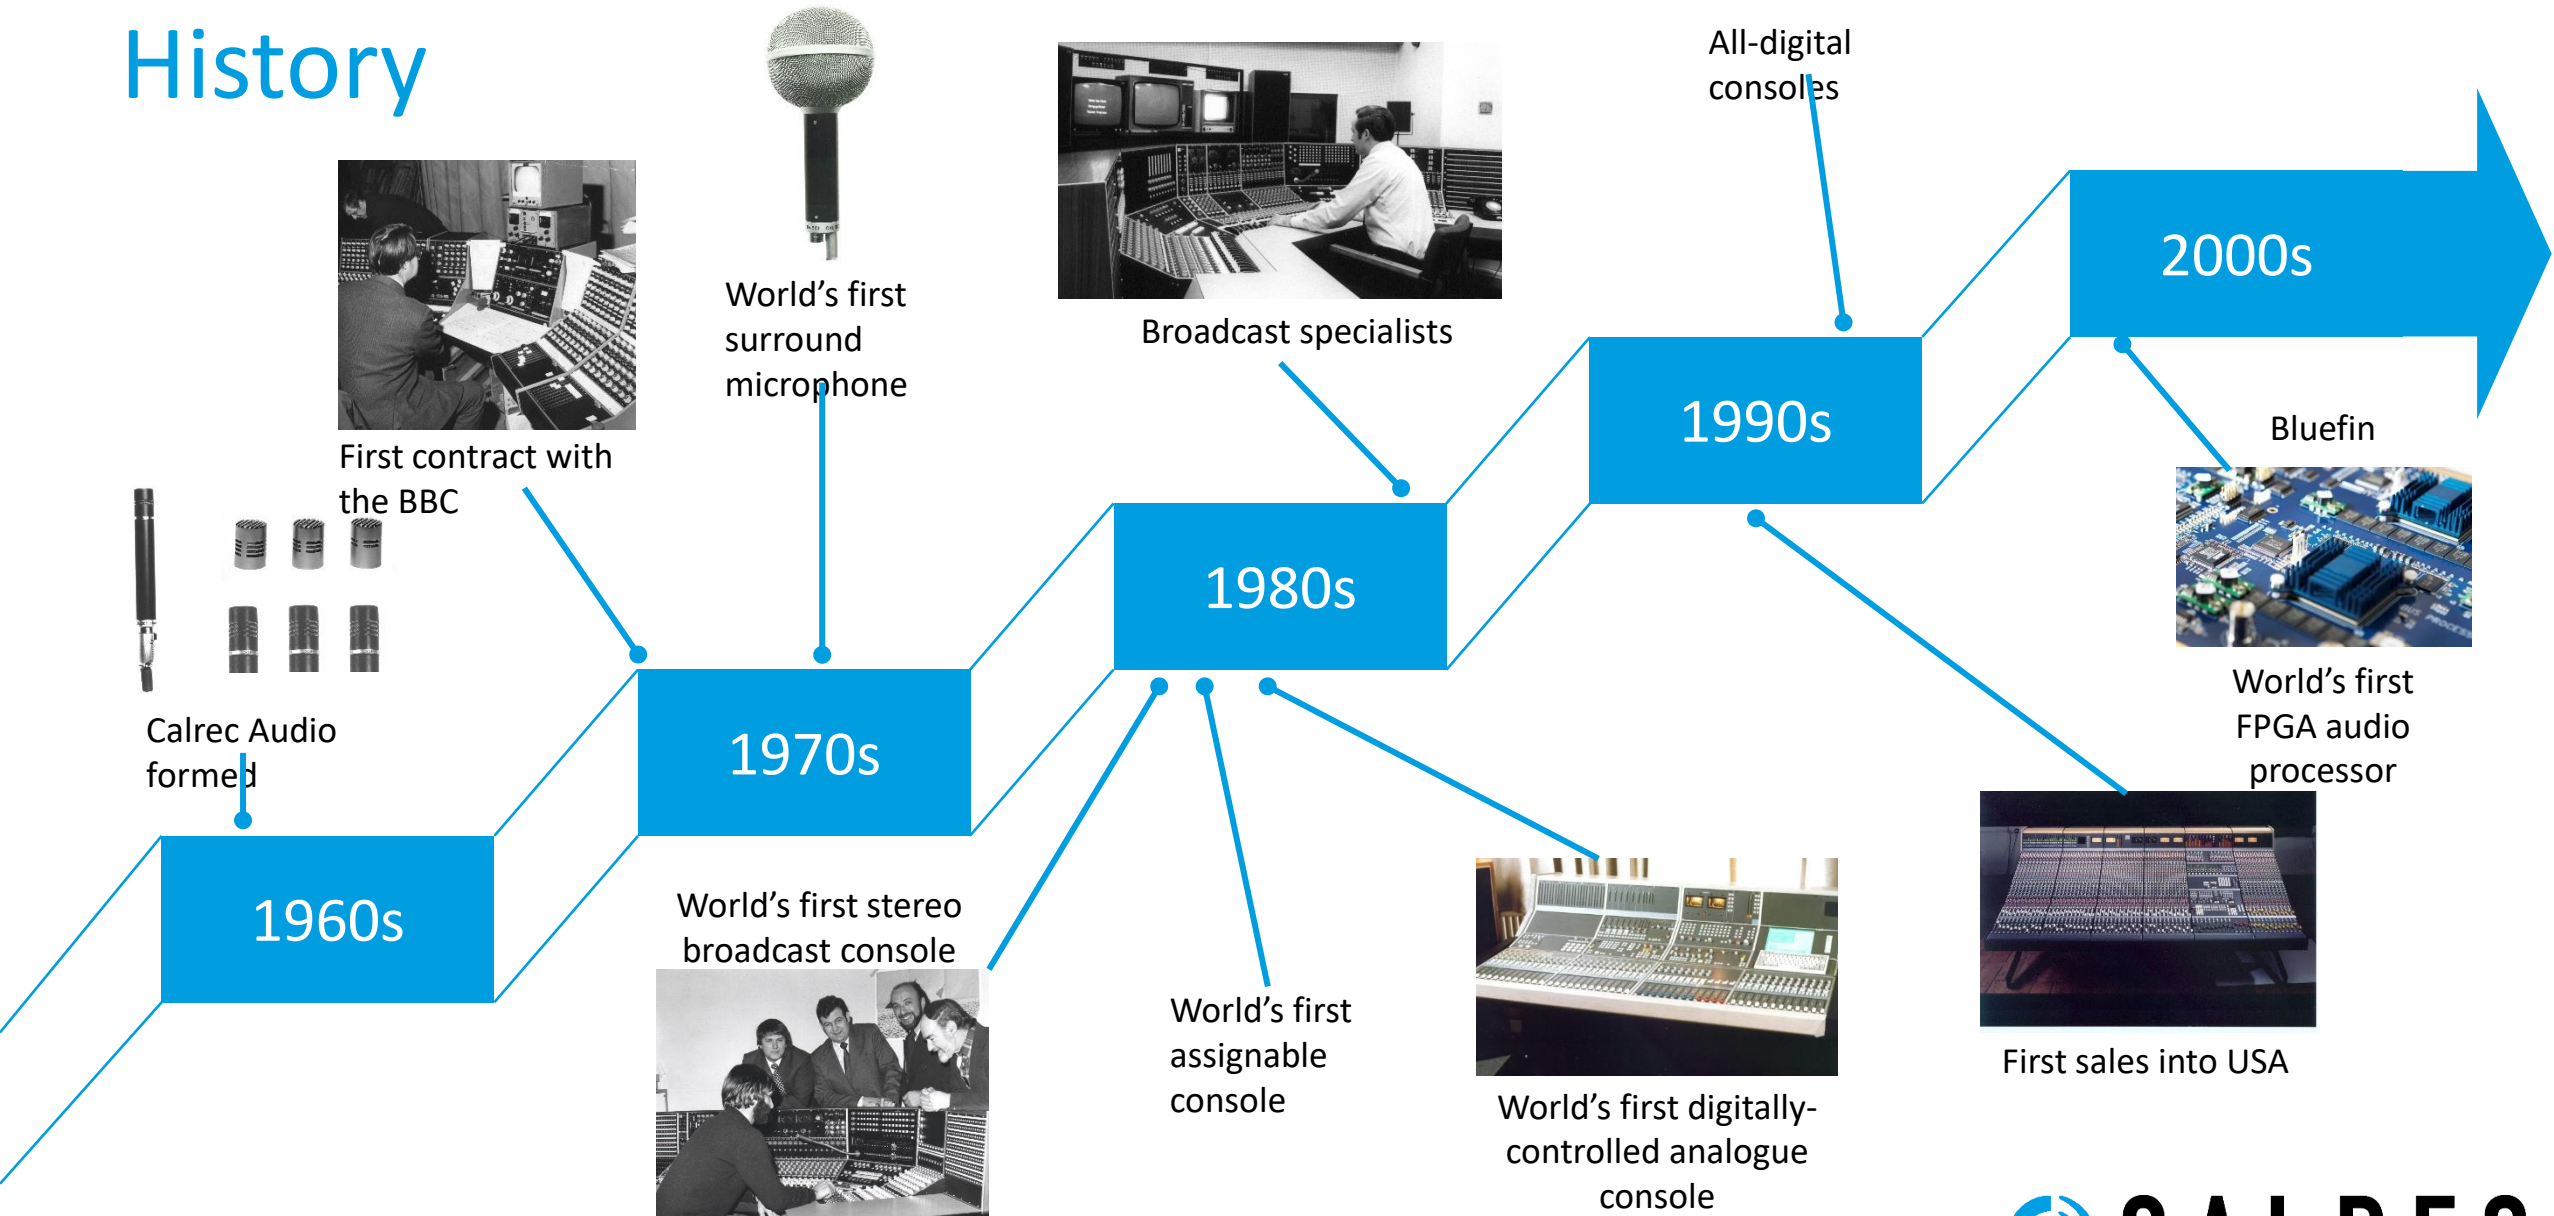 History
All-digital
consoles
2000s
World’s first
surround
microphone
Broadcast specialists
1990s
Bluefin
First contract with
the BBC
1980s
World’s first
FPGA audio
processor
Calrec Audio
formed
1970s
1960s
World’s first stereo
broadcast console
World’s first
assignable
console
First sales into USA
World’s first digitally-
controlled analogue
console
CALREC